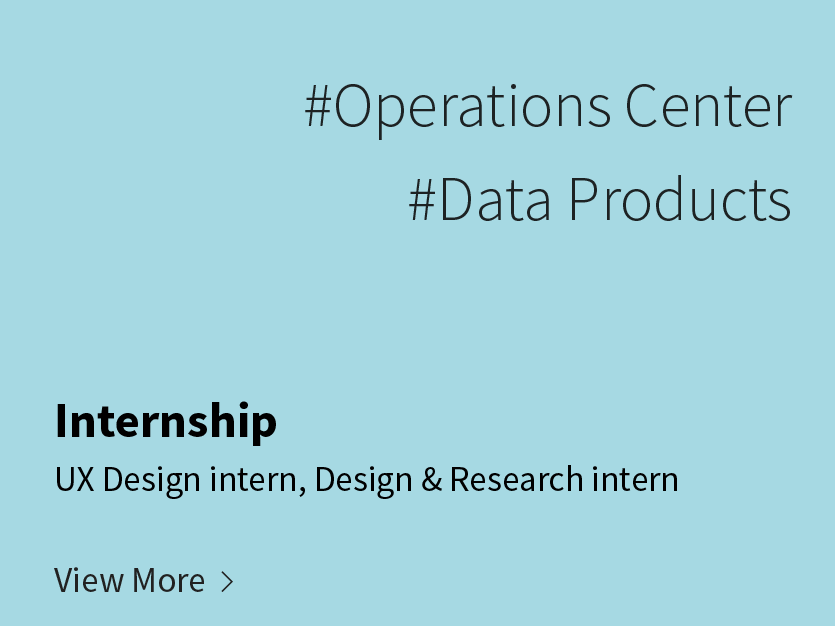 #Operations Center
#Data Products
Internship
UX Design intern, Design & Research intern
View More >